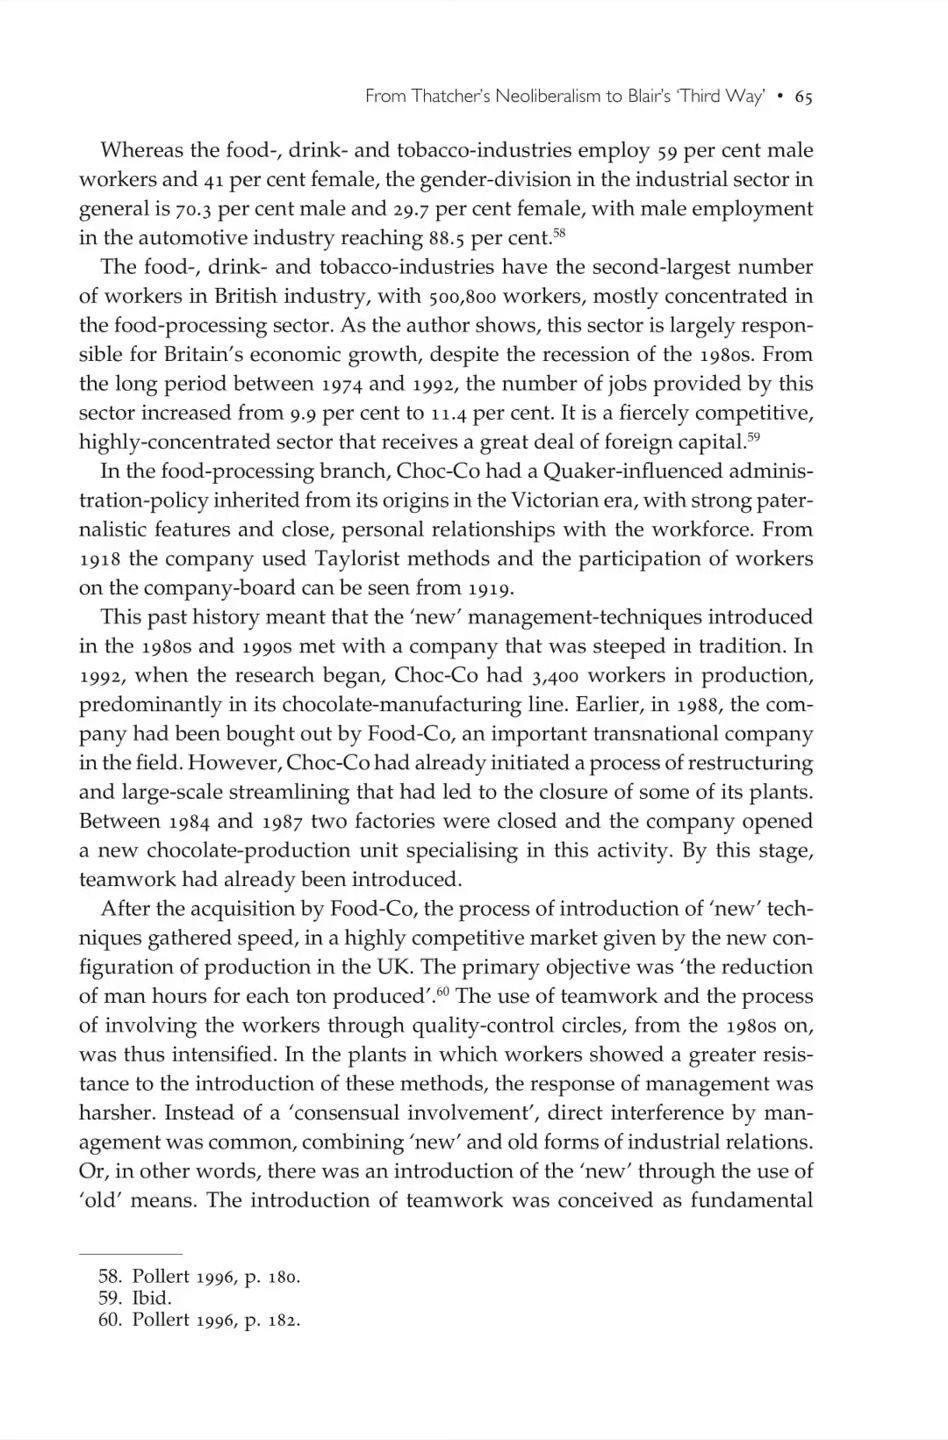 From Thatcher's Neoliberalism to Blair's 'Third Way' • 65
Whereas the food-, drink- and tobacco-industries employ 59 per cent male
workers and 41 per cent female, the gender-division in the industrial sector in
general is 70.3 per cent male and 29.7 per cent female, with male employment
in the automotive industry reaching 88.5 per cent.58
The food-, drink- and tobacco-industries have the second-largest number
of workers in British industry, with 500,800 workers, mostly concentrated in
the food-processing sector. As the author shows, this sector is largely respon-
sible for Britain's economic growth, despite the recession of the 1980s. From
the long period between 1974 and 1992, the number of jobs provided by this
sector increased from 9.9 per cent to 11.4 per cent. It is a fiercely competitive,
highly-concentrated sector that receives a great deal of foreign capital.59
In the food-processing branch, Choc-Co had a Quaker-influenced adminis-
tration-policy inherited from its origins in the Victorian era, with strong pater-
nalistic features and close, personal relationships with the workforce. From
1918 the company used Taylorist methods and the participation of workers
on the company-board can be seen from 1919.
This past history meant that the 'new' management-techniques introduced
in the 1980s and 1990s met with a company that was steeped in tradition. In
1992, when the research began, Choc-Co had 3,400 workers in production,
predominantly in its chocolate-manufacturing line. Earlier, in 1988, the com-
pany had been bought out by Food-Co, an important transnational company
in the field. However, Choc-Co had already initiated a process of restructuring
and large-scale streamlining that had led to the closure of some of its plants.
Between 1984 and 1987 two factories were closed and the company opened
a new chocolate-production unit specialising in this activity. By this stage,
teamwork had already been introduced.
After the acquisition by Food-Co, the process of introduction of 'new' tech-
niques gathered speed, in a highly competitive market given by the new con-
figuration of production in the UK. The primary objective was 'the reduction
of man hours for each ton produced'.60 The use of teamwork and the process
of involving the workers through quality-control circles, from the 1980s on,
was thus intensified. In the plants in which workers showed a greater resis-
tance to the introduction of these methods, the response of management was
harsher. Instead of a 'consensual involvement', direct interference by man-
agement was common, combining 'new' and old forms of industrial relations.
Or, in other words, there was an introduction of the 'new' through the use of
'old' means. The introduction of teamwork was conceived as fundamental
58. Pollert 1996, p. 180.
59. Ibid.
60. Pollert 1996, p. 182.